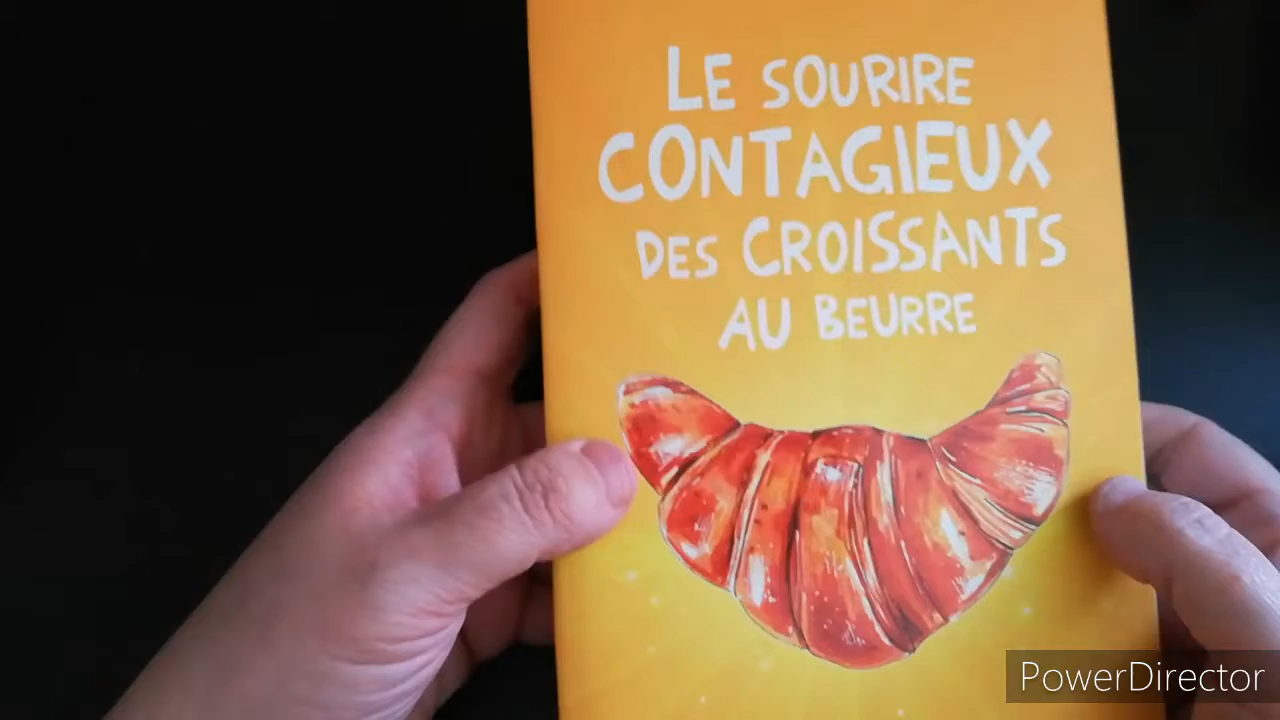 LE SOURIRE
CONTAGIEUX
DES CROISSANTS
AU BEURRE
PowerDirector